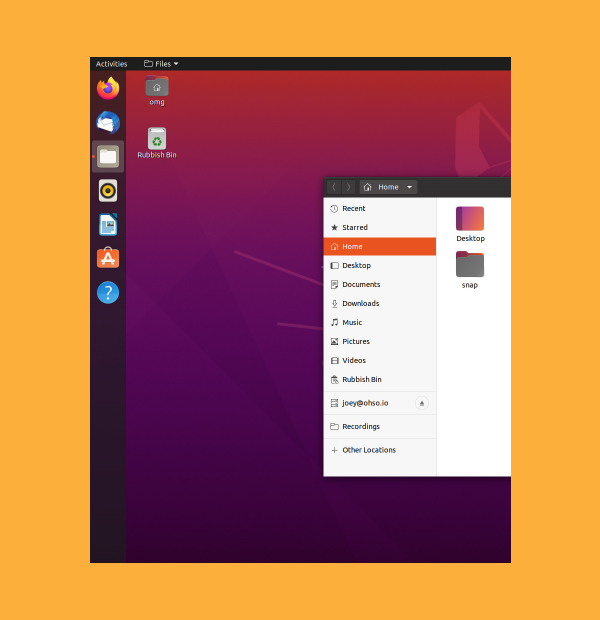 Activities
Files
omg
Rubbish Bin
Home
Recent
Starred
Home
Desktop
Documents
Downloads
Music
Pictures
Videos
Rubbish Bin
joey@ohso.io
Recordings
Other Locations
Desktop
snap